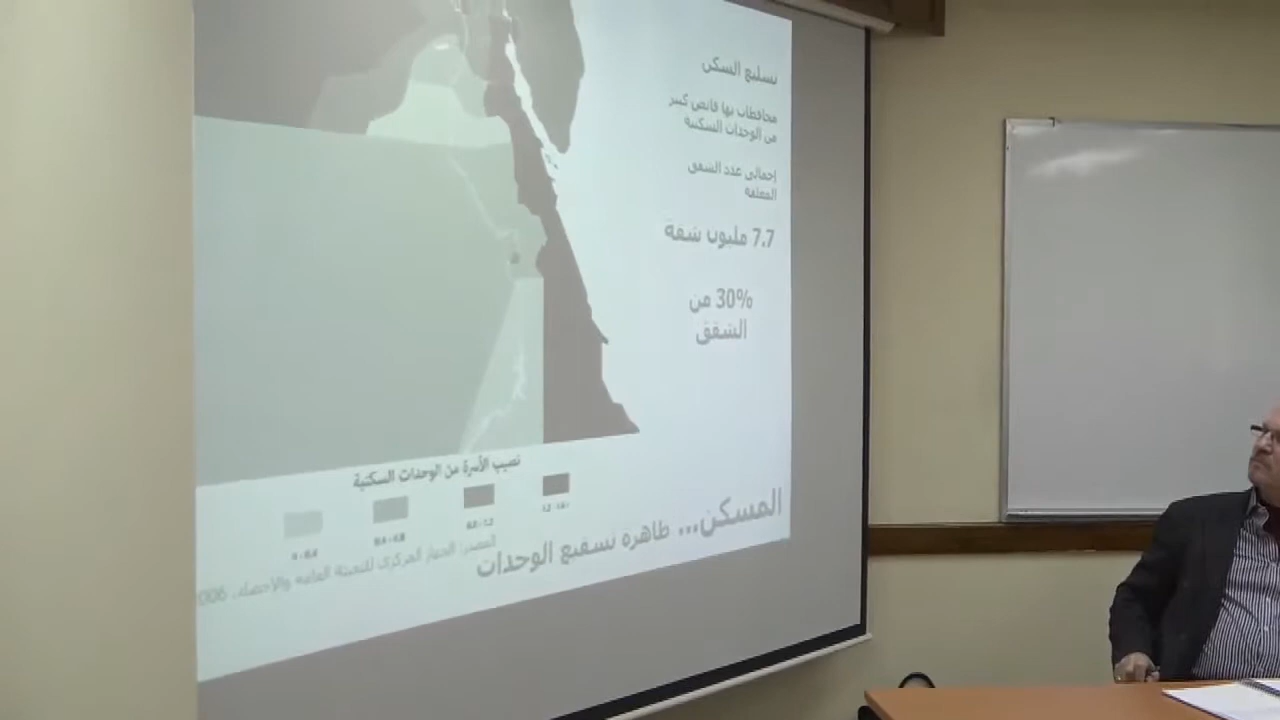 تسليع السكن
محافظات بها فائض كبير
من الوحدات السكنية
إجمالي عدد الشقق
المغلقة
7.7 مليون شقة
30% من
الشقق
نصيب الأسرة من الوحدات السكنية
المصدر: الجهاز المركزي للتعبئة العامة والإحصاء،
المسكن... ظاهرة تسقيع الوحدات